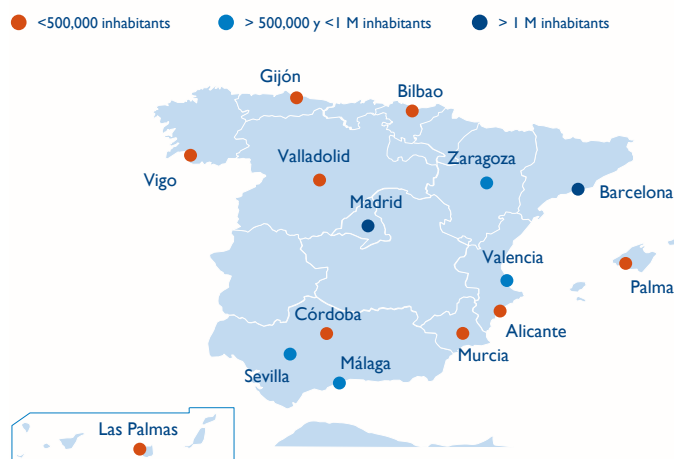 <500,000 inhabitants
> 500,000 y <1 M inhabitants
> 1 M inhabitants
Gijón
Bilbao
Valladolid
Zaragoza
Vigo
Madrid
Barcelona
Valencia
Palma
Córdoba
Alicante
Murcia
Málaga
Sevilla
Las Palmas